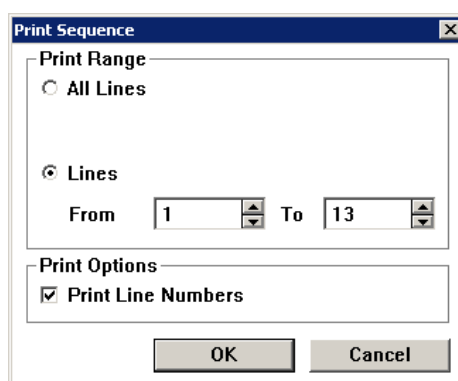 Print Sequence
Print Range
All Lines
Lines
From 1 To 13
Print Options
Print Line Numbers
OK Cancel